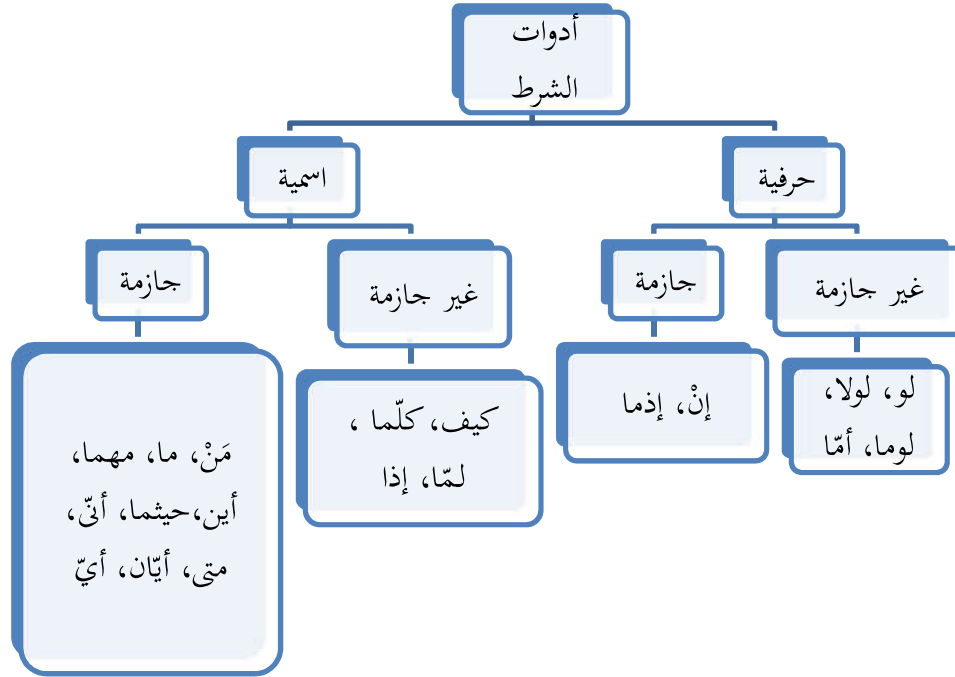 أدوات
الشرط
حرفية
اسمية
غير جازمة
جازمة
غير جازمة
جازمة
لو، لولا،
لوما، أمّا
إنْ، إذما
كيف، كلّما ،
لمّا، إذا
مَنْ، ما، مهما،
أين،حيثما، أنّى،
متى، أيّان، أيّ